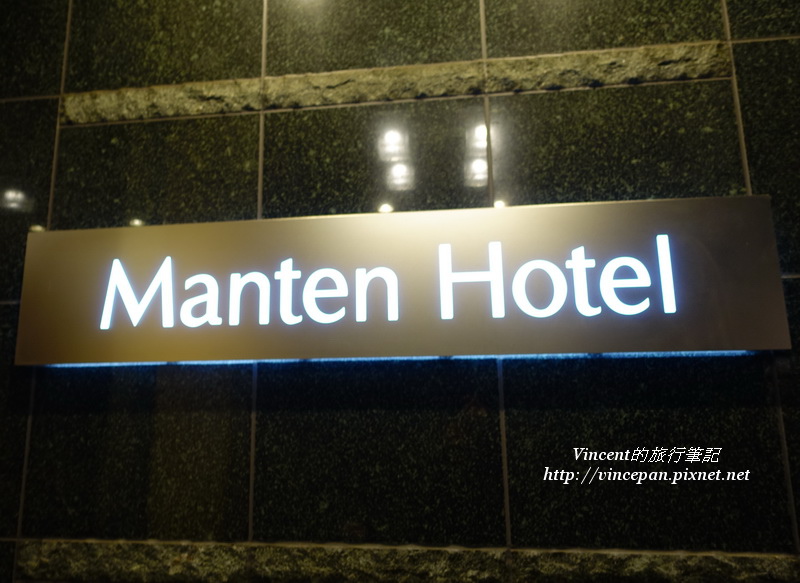 Manten Hotel
Vincent的旅行筆記
http://vincepan.pixnet.net